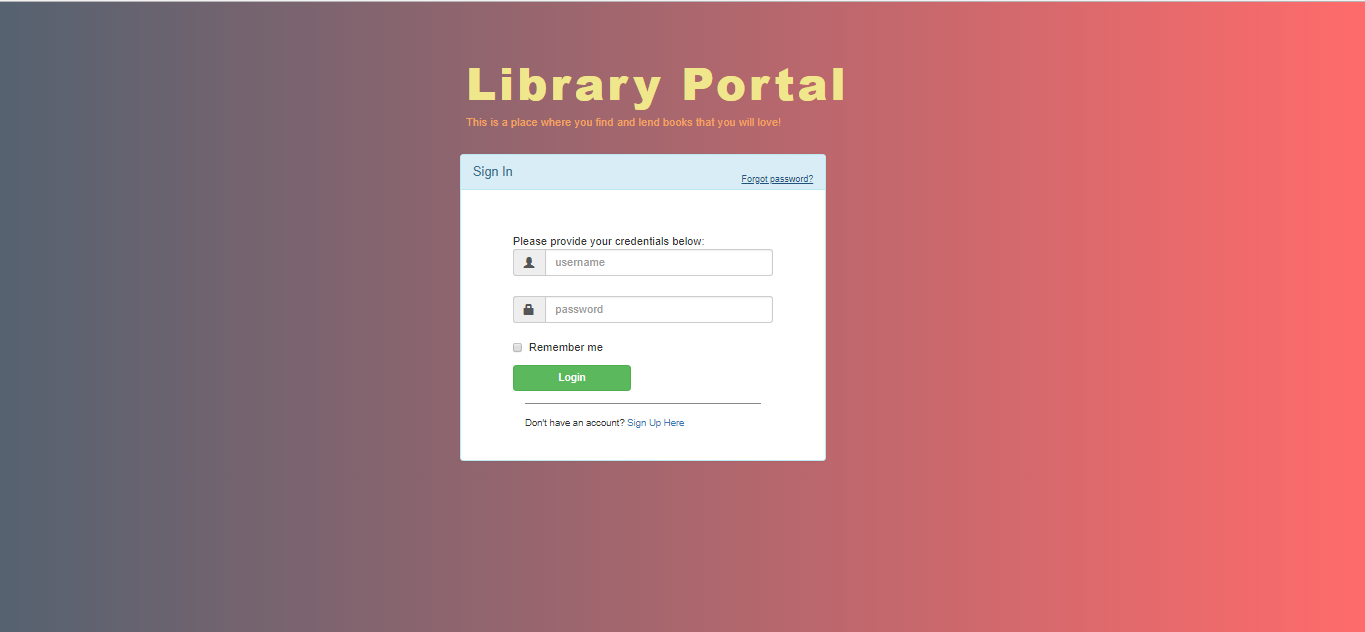 Library Portal
This is a place where you find and lend books that you will love!
Sign In
Forgot password?
Please provide your credentials below:
username
password
Remember me
Login
Don't have an account? Sign Up Here